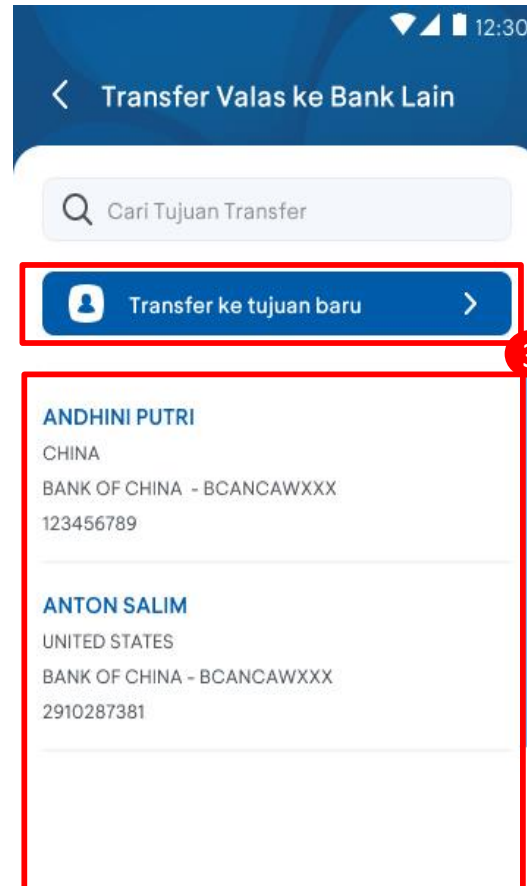 12:30
Transfer Valas ke Bank Lain
Cari Tujuan Transfer
Transfer ke tujuan baru
ANDHINI PUTRI
CHINA
BANK OF CHINA - BCANCAWXXX
123456789
ANTON SALIM
UNITED STATES
BANK OF CHINA - BCANCAWXXX
2910287381